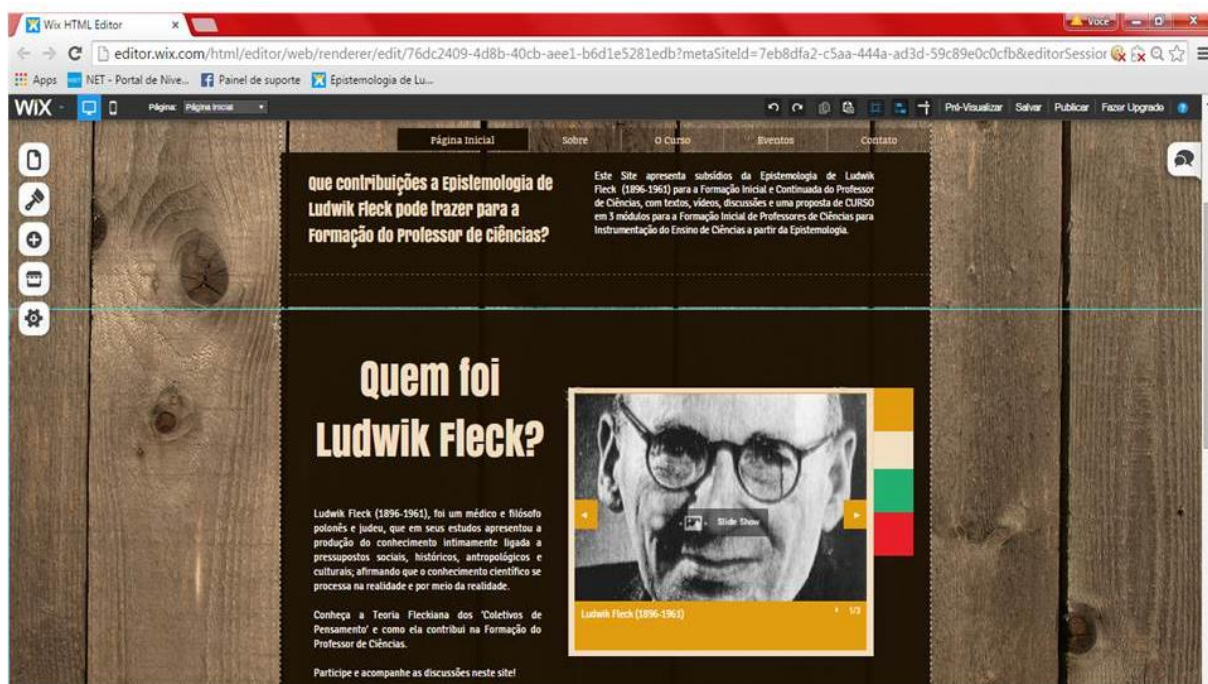 Wix HTML Editor
Você
editor.wix.com/html/editor/web/renderer/edit/76dc2409-4d8b-40cb-aee1-b6d1e5281edb?metaSiteId=7eb8dfa2-c5aa-444a-ad3d-59c89e0c0cfb&editorSessior
Apps NET - Portal de Nive... Painel de suporte Epistemologia de Lu...
WiX Página: Página Inicial Pré-Visualizar Salvar Publicar Fazer Upgrade ?
Página Inicial Sobre O Curso Eventos Contato
Que contribuições a Epistemologia de
Ludwik Fleck pode trazer para a
Formação do Professor de Ciências?
Este Site apresenta subsídios da Epistemologia de Ludwik
Fleck (1896-1961) para a Formação Inicial e Continuada do Professor
de Ciências, com textos, vídeos, discussões e uma proposta de CURSO
em 3 módulos para a Formação Inicial de Professores de Ciências para
Instrumentação do Ensino de Ciências a partir da Epistemologia.
Quem foi
Ludwik Fleck?
Ludwik Fleck (1896-1961), foi um médico e filósofo
polonês e judeu, que em seus estudos apresentou a
produção do conhecimento intimamente ligada a
pressupostos sociais, históricos, antropológicos e
culturais; afirmando que o conhecimento científico se
processa na realidade e por meio da realidade.
Conheça a Teoria Fleckiana dos 'Coletivos de
Pensamento' e como ela contribui na Formação do
Professor de Ciências.
Participe e acompanhe as discussões neste site!
Slide Show
Ludwik Fleck (1896-1961)
1/3